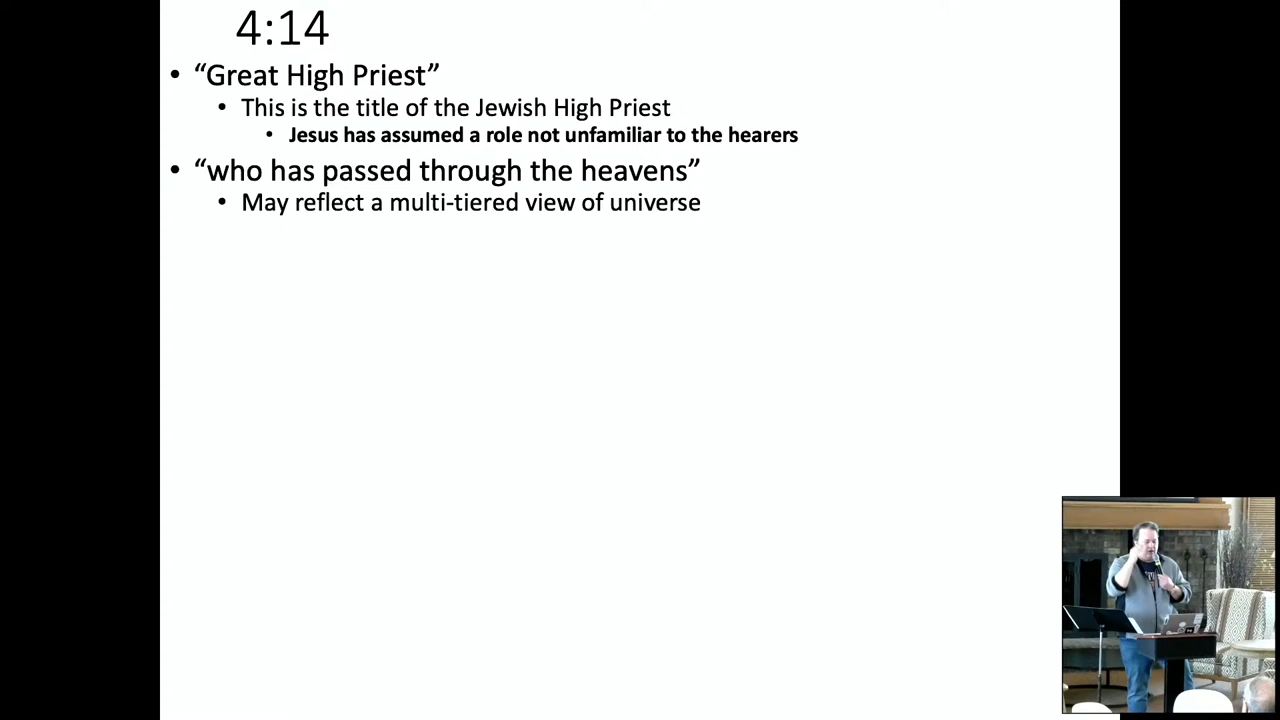 4:14
• “Great High Priest”
• This is the title of the Jewish High Priest
• Jesus has assumed a role not unfamiliar to the hearers
• “who has passed through the heavens”
• May reflect a multi-tiered view of universe